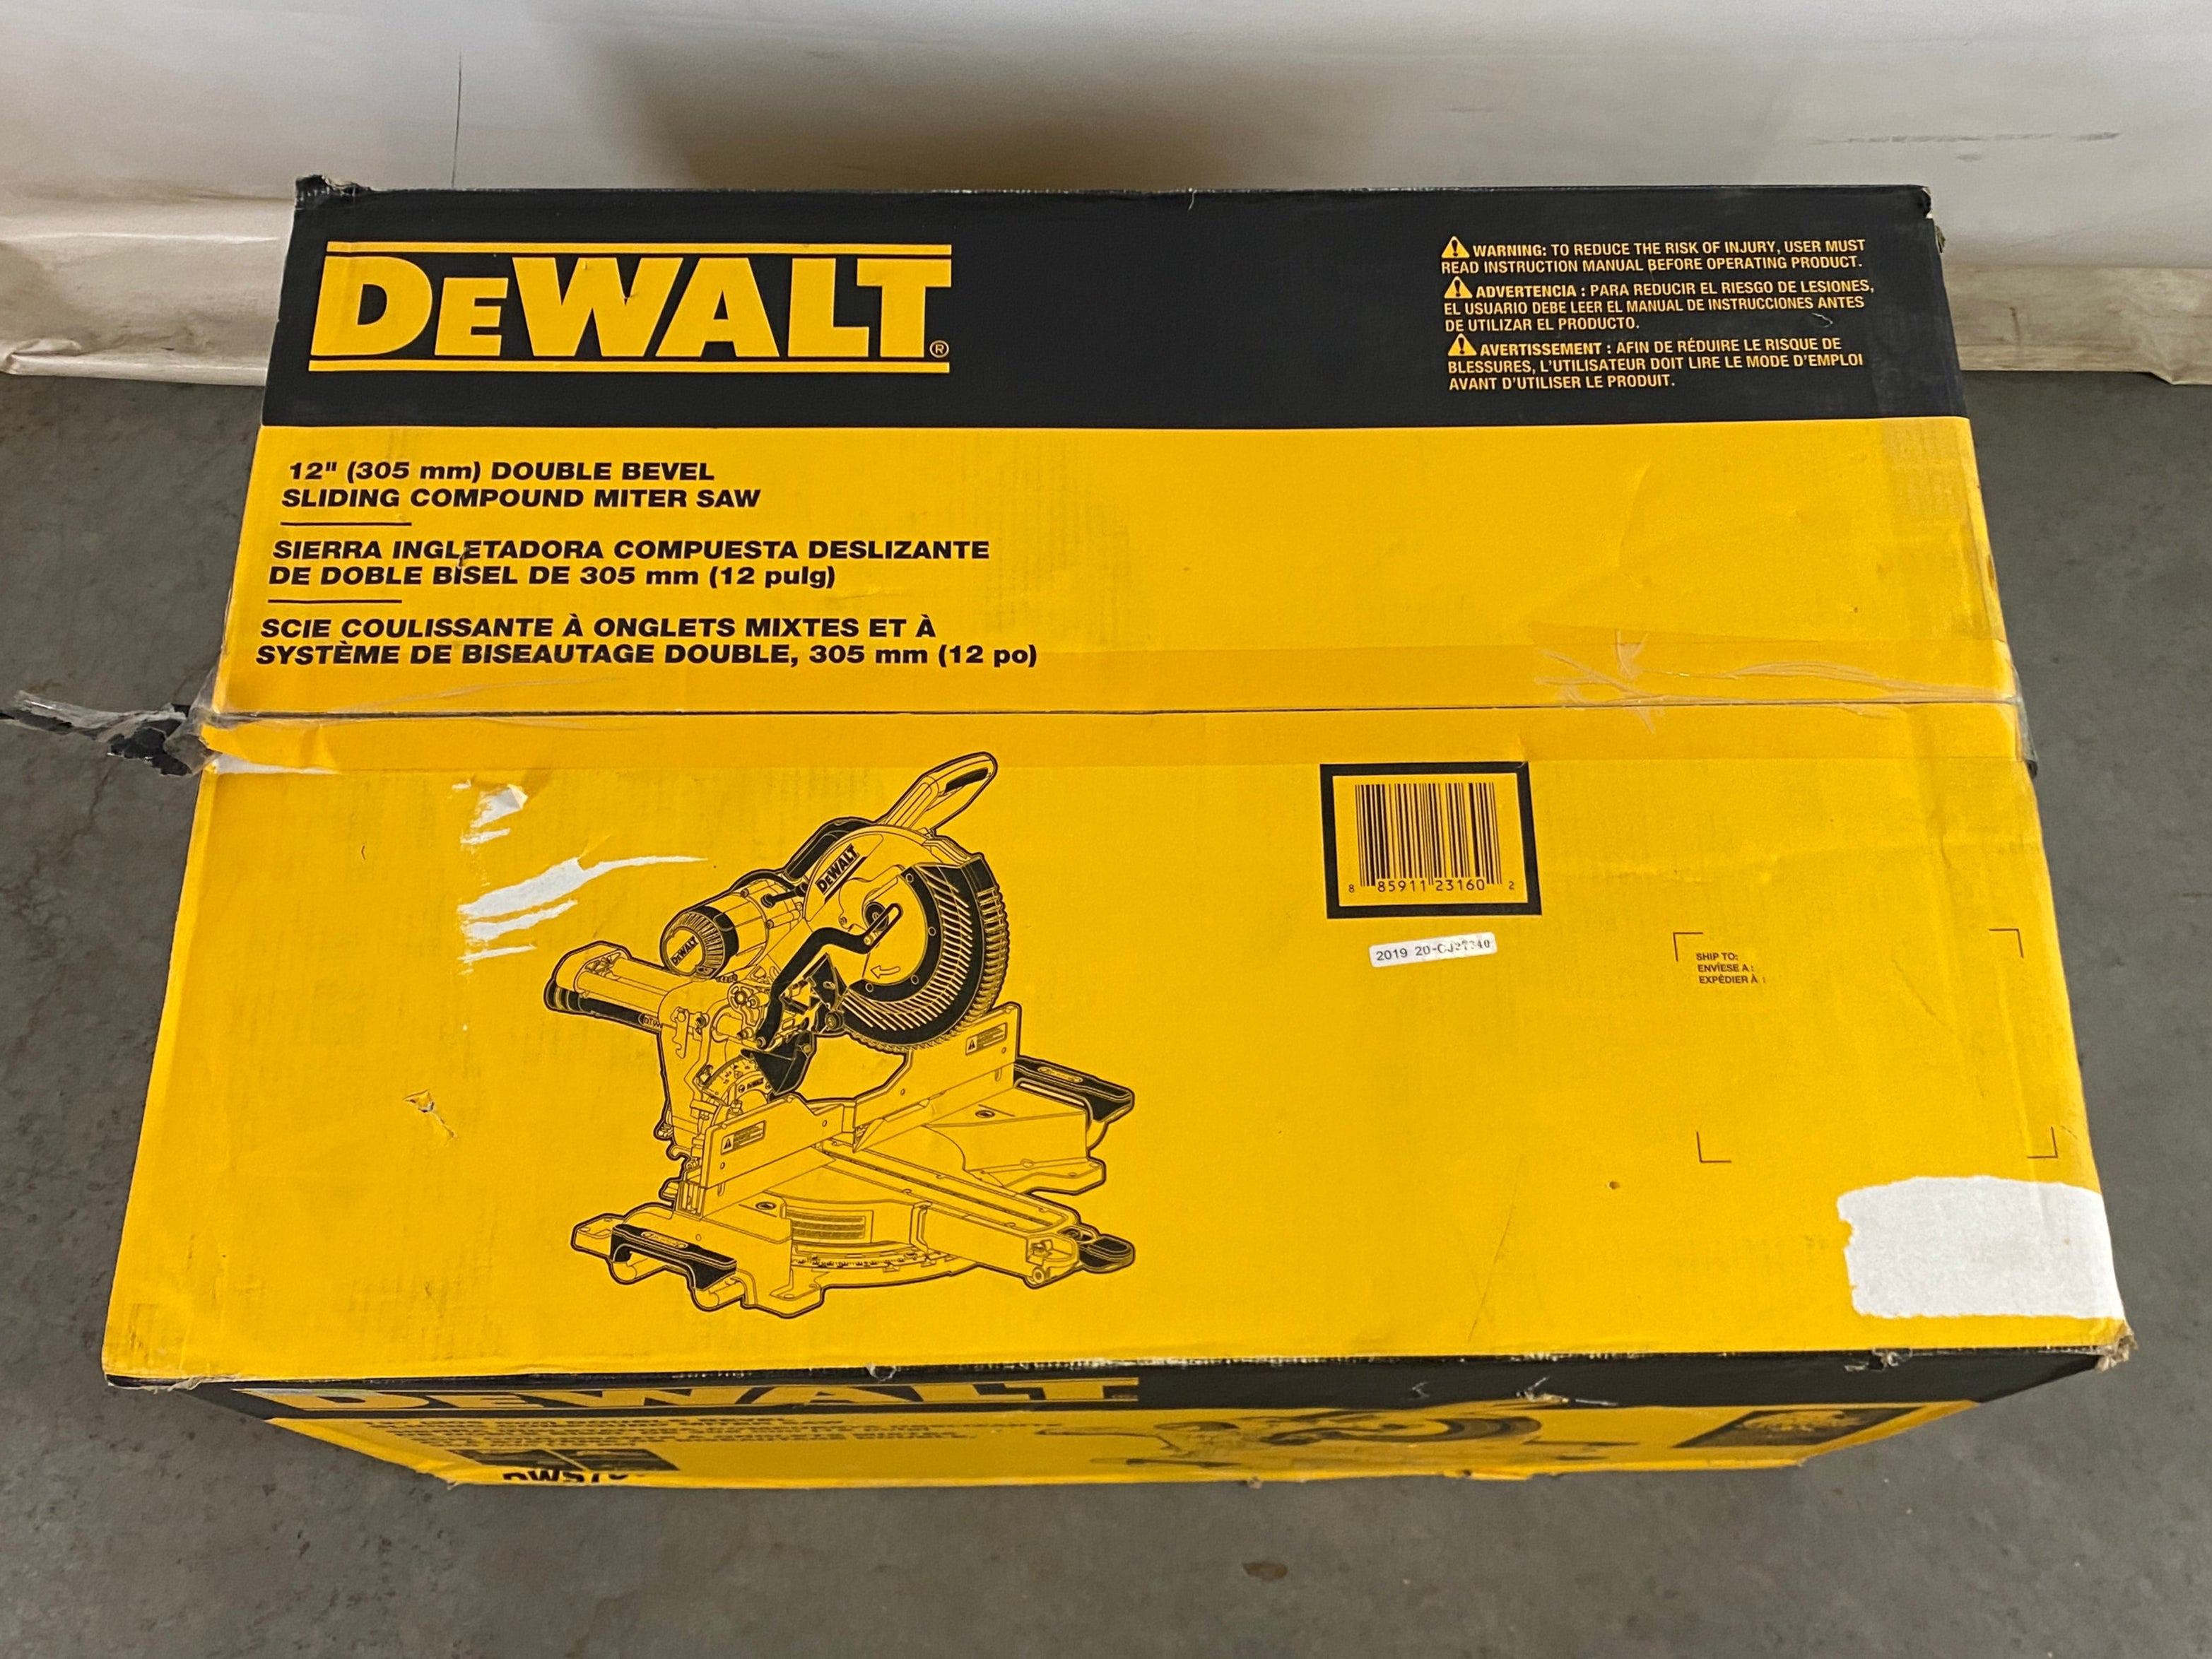 DEWALT®
WARNING: TO REDUCE THE RISK OF INJURY, USER MUST
READ INSTRUCTION MANUAL BEFORE OPERATING PRODUCT.
ADVERTENCIA : PARA REDUCIR EL RIESGO DE LESIONES,
EL USUARIO DEBE LEER EL MANUAL DE INSTRUCCIONES ANTES
DE UTILIZAR EL PRODUCTO.
AVERTISSEMENT : AFIN DE RÉDUIRE LE RISQUE DE
BLESSURES, L'UTILISATEUR DOIT LIRE LE MODE D'EMPLOI
AVANT D'UTILISER LE PRODUIT.
12" (305 mm) DOUBLE BEVEL
SLIDING COMPOUND MITER SAW
SIERRA INGLETADORA COMPUESTA DESLIZANTE
DE DOBLE BISEL DE 305 mm (12 pulg)
SCIE COULISSANTE À ONGLETS MIXTES ET À
SYSTÈME DE BISEAUTAGE DOUBLE, 305 mm (12 po)
DEWALT
DEWALT
8 85911 23160 2
2019
SHIP TO:
ENVÍESE A :
EXPÉDIER À :
DEWALT